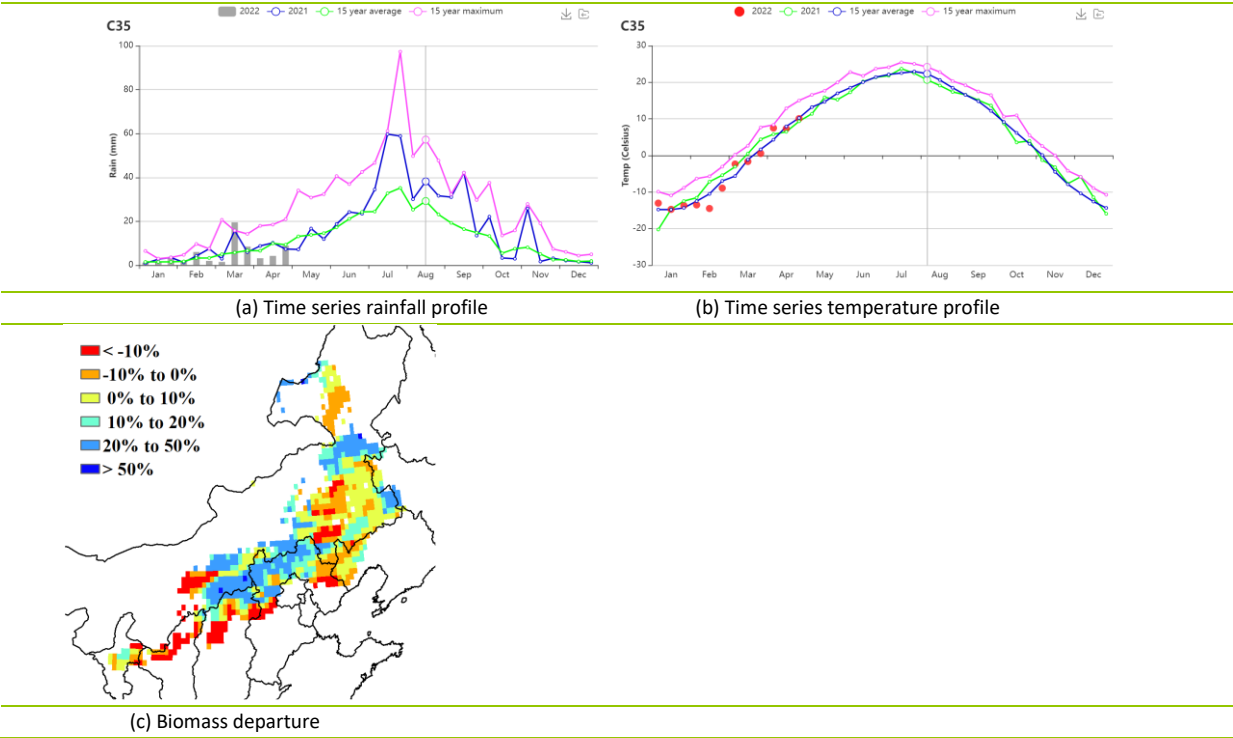 2022 2021 15 year average 15 year maximum
C35
Rain (mm)
100
80
60
40
20
0
Jan Feb Mar Apr May Jun Jul Aug Sep Oct Nov Dec
2022 2021 15 year average 15 year maximum
C35
Temp (Celsius)
30
20
10
0
-10
-20
-30
Jan Feb Mar Apr May Jun Jul Aug Sep Oct Nov Dec
(a) Time series rainfall profile
(b) Time series temperature profile
< -10%
-10% to 0%
0% to 10%
10% to 20%
20% to 50%
> 50%
(c) Biomass departure